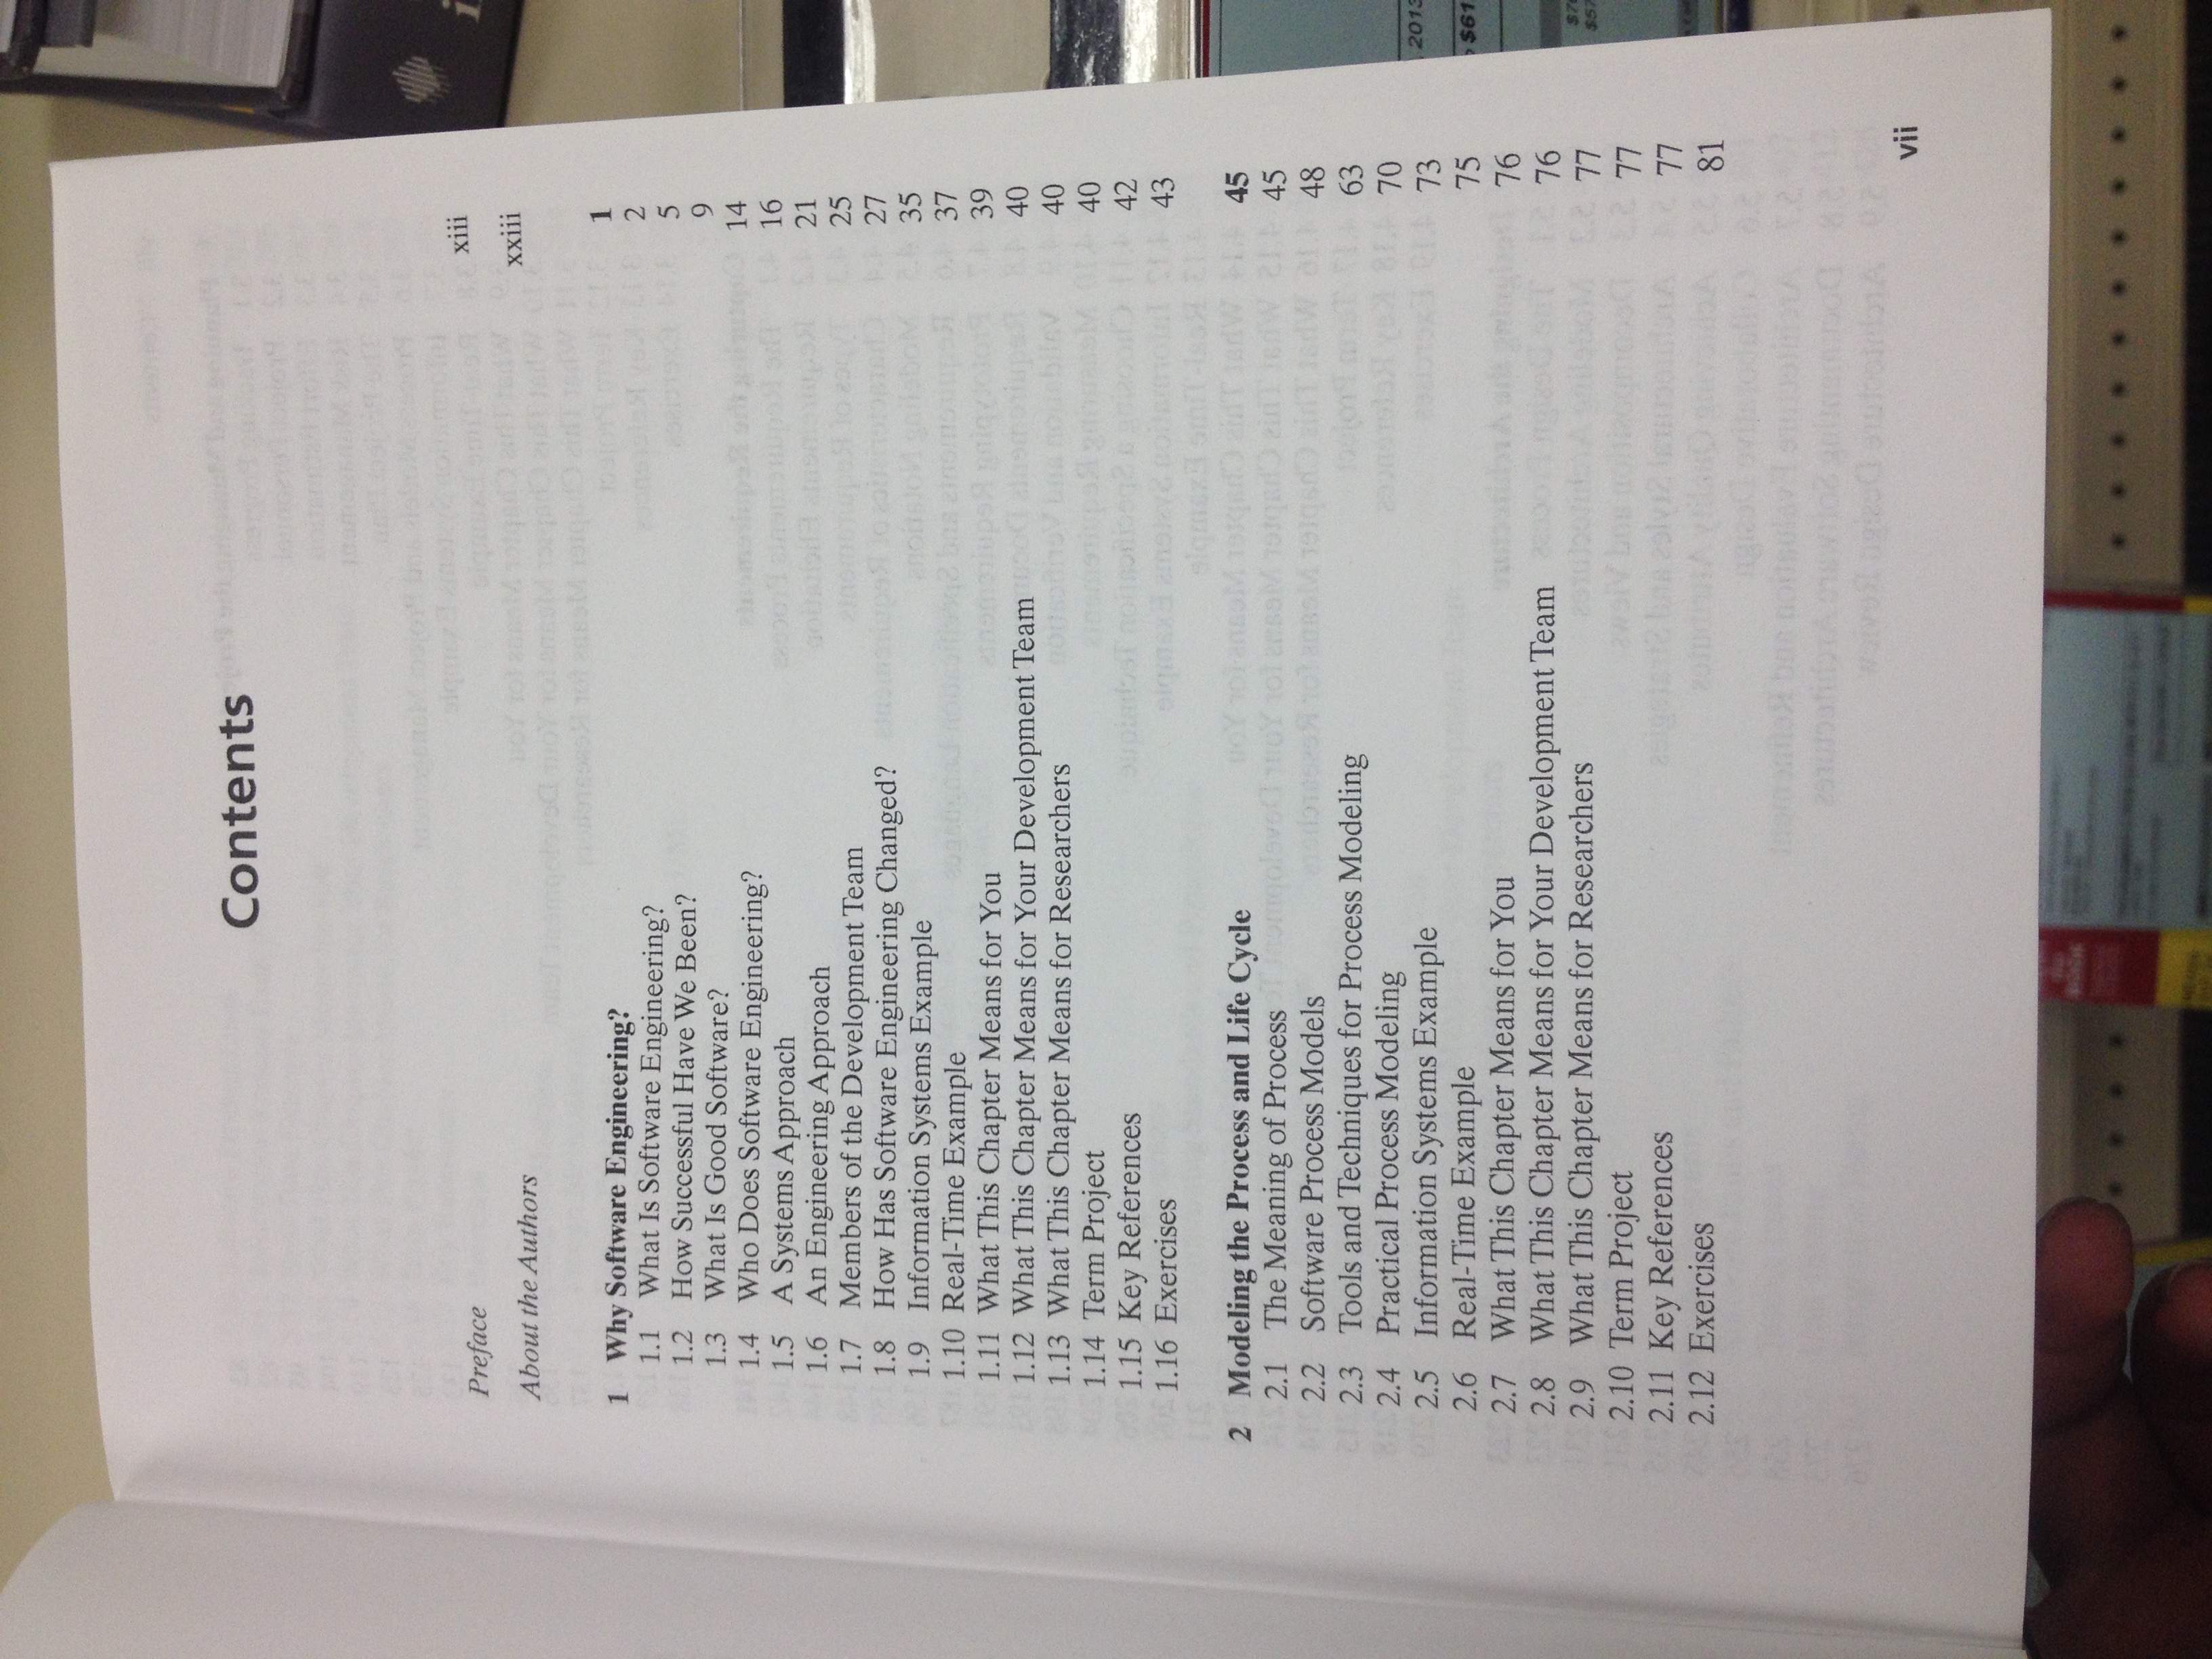 Contents
Preface xiii
About the Authors xxiii
1 Why Software Engineering? 1
1.1 What Is Software Engineering? 2
1.2 How Successful Have We Been? 5
1.3 What Is Good Software? 9
1.4 Who Does Software Engineering? 14
1.5 A Systems Approach 16
1.6 An Engineering Approach 21
1.7 Members of the Development Team 25
1.8 How Has Software Engineering Changed? 27
1.9 Information Systems Example 35
1.10 Real-Time Example 37
1.11 What This Chapter Means for You 39
1.12 What This Chapter Means for Your Development Team 40
1.13 What This Chapter Means for Researchers 40
1.14 Term Project 40
1.15 Key References 42
1.16 Exercises 43
2 Modeling the Process and Life Cycle 45
2.1 The Meaning of Process 45
2.2 Software Process Models 48
2.3 Tools and Techniques for Process Modeling 63
2.4 Practical Process Modeling 70
2.5 Information Systems Example 73
2.6 Real-Time Example 75
2.7 What This Chapter Means for You 76
2.8 What This Chapter Means for Your Development Team 76
2.9 What This Chapter Means for Researchers 77
2.10 Term Project 77
2.11 Key References 77
2.12 Exercises 81
vii
2013
$61